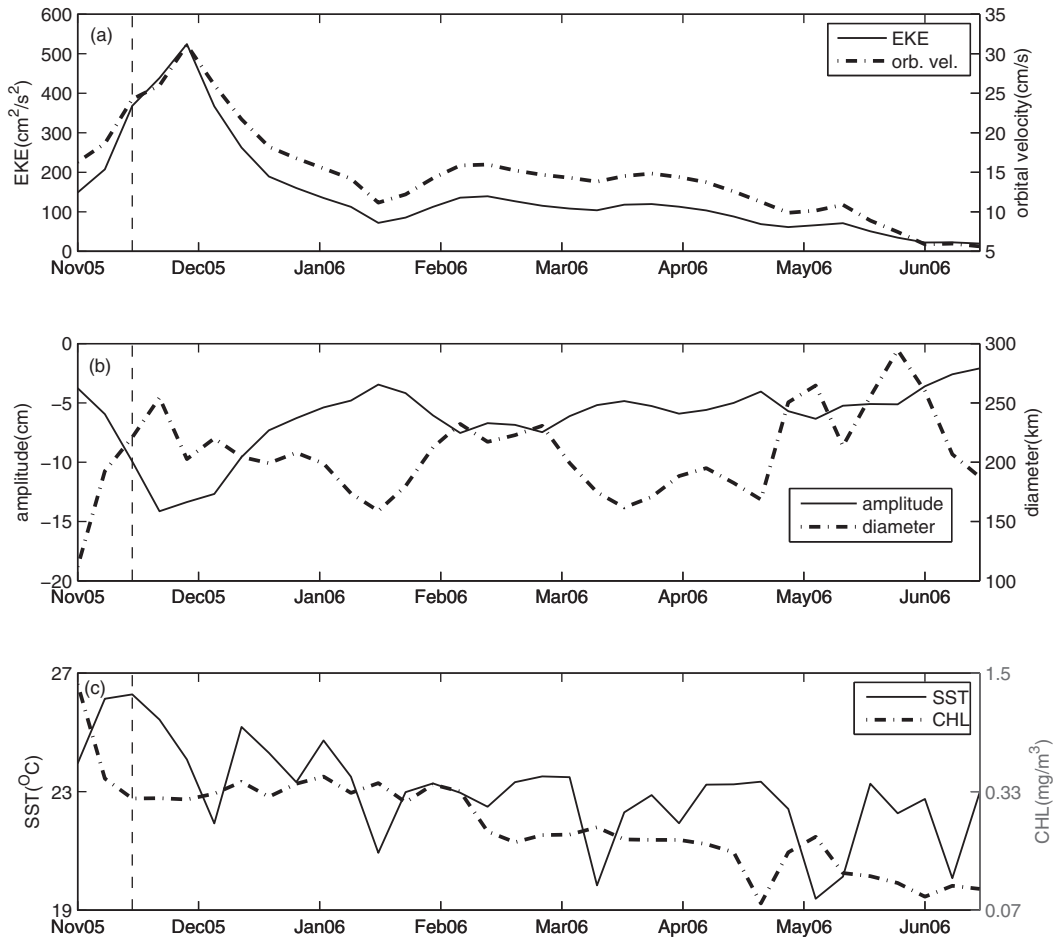 (a)
600
500
400
300
200
100
0
EKE(cm²/s²)
35
30
25
20
15
10
5
orbital velocity(cm/s)
EKE
orb. vel.
Nov05 Dec05 Jan06 Feb06 Mar06 Apr06 May06 Jun06
(b)
0
−5
−10
−15
−20
amplitude(cm)
300
250
200
150
100
diameter(km)
amplitude
diameter
Nov05 Dec05 Jan06 Feb06 Mar06 Apr06 May06 Jun06
(c)
27
23
19
SST(⁰C)
1.5
0.33
0.07
CHL(mg/m³)
SST
CHL
Nov05 Dec05 Jan06 Feb06 Mar06 Apr06 May06 Jun06